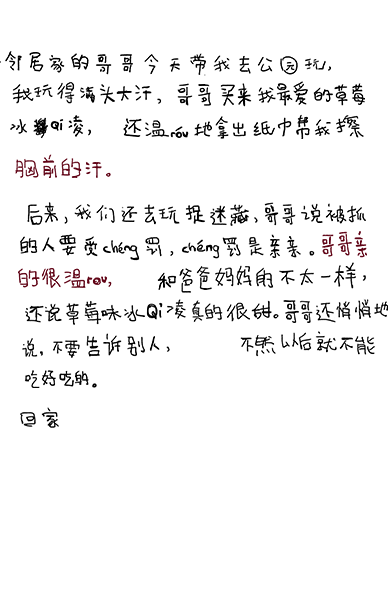 邻居家的哥哥今天带我去公园玩,
我玩得满头大汗,哥哥买来我最爱的草莓
冰Qi凌, 还温róu地拿出纸巾帮我擦
胸前的汗。
后来,我们还去玩捉迷藏,哥哥说被抓
的人要受chéng罚,chéng罚是亲亲。哥哥亲
的很温rou, 和爸爸妈妈的不太一样,
还说草莓味冰Qi凌真的很甜。哥哥还悄悄地
说,不要告诉别人, 不然以后就不能
吃好吃的。
回家